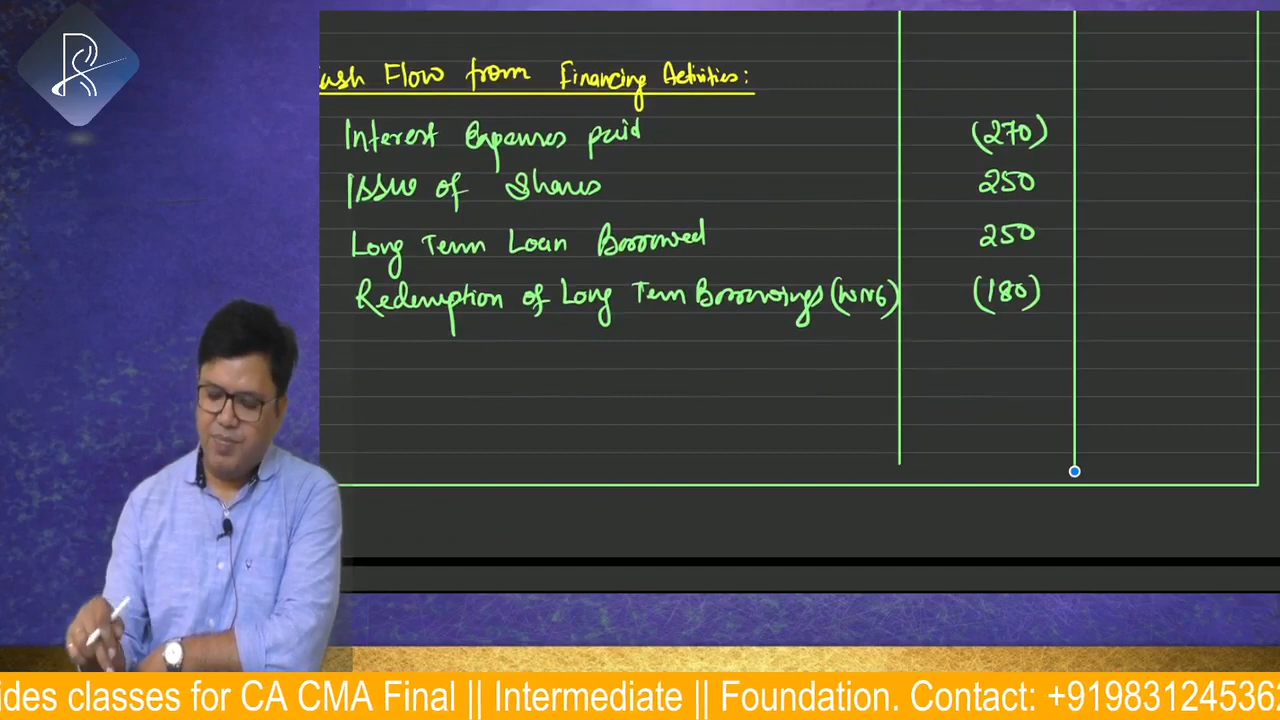 ash Flow from Financing Activities:
Interest Expenses paid (270)
Issue of Shares 250
Long Term Loan Borrowed 250
Redemption of Long Term Borrowings (WN6) (180)
ides classes for CA CMA Final || Intermediate || Foundation. Contact: +91983124536